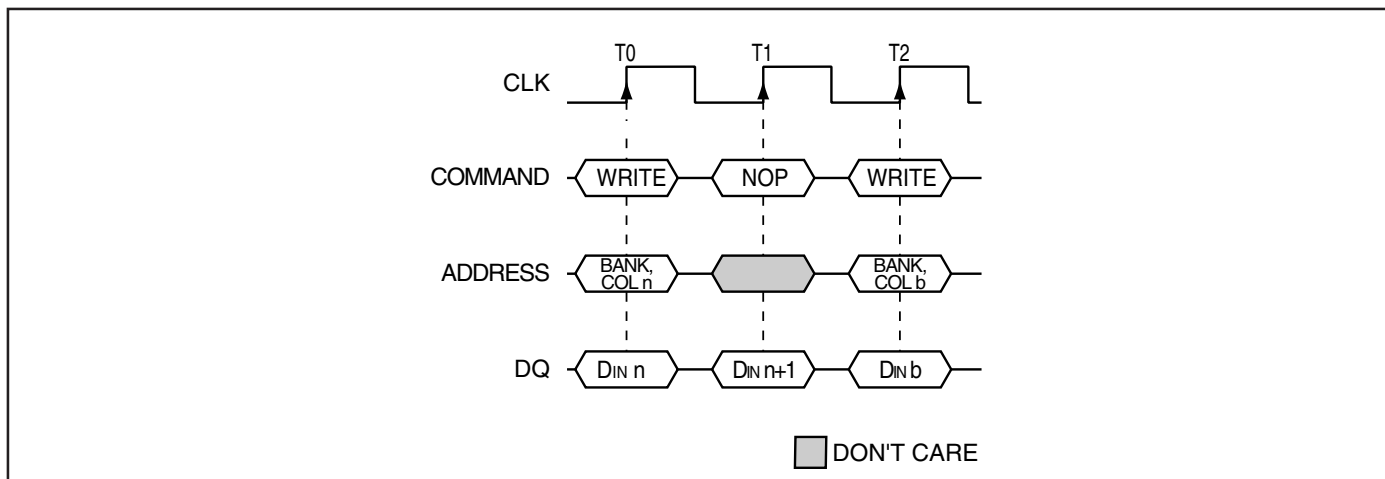 T0 T1 T2
CLK
COMMAND WRITE NOP WRITE
ADDRESS BANK, COL n BANK, COL b
DQ DIN n DIN n+1 DIN b
DON'T CARE